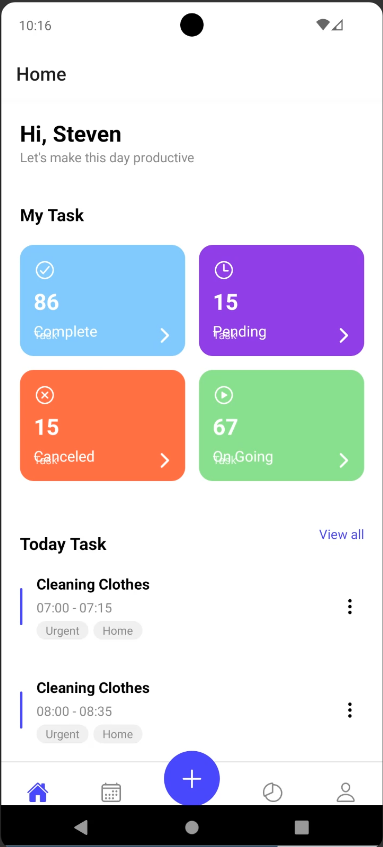 10:16
Home
Hi, Steven
Let's make this day productive
My Task
86
Complete
Task
15
Pending
Task
15
Canceled
Task
67
On Going
Task
View all
Today Task
Cleaning Clothes
07:00 - 07:15
Urgent Home
Cleaning Clothes
08:00 - 08:35
Urgent Home